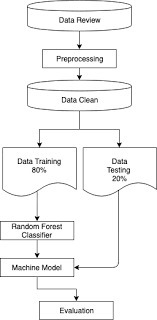 Data Review
Preprocessing
Data Clean
Data Training
80%
Data
Testing
20%
Random Forest
Classifier
Machine Model
Evaluation